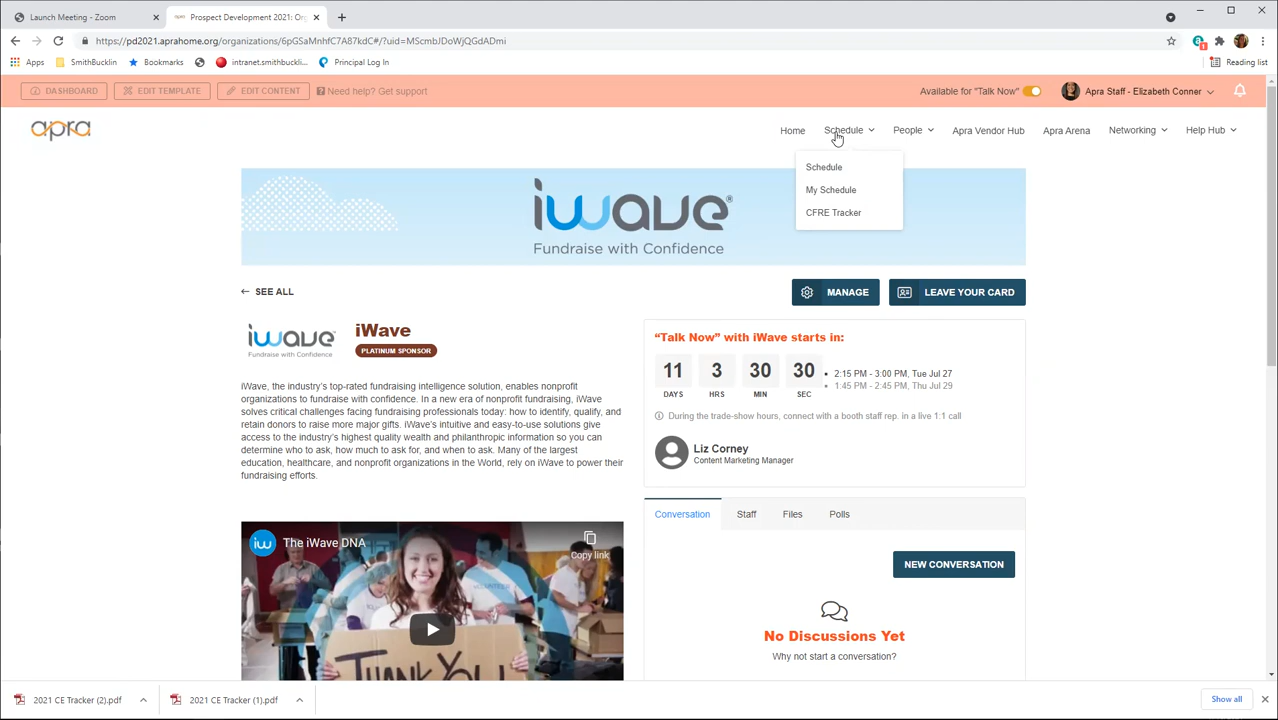 Launch Meeting - Zoom
apra
Prospect Development 2021: Or
https://pd2021.aprahome.org/organizations/6pGSaMnhfC7A87kdC#/?uid=MScmbJDoWjQGdADmi
Apps
SmithBucklin
Bookmarks
intranet.smithbuckli...
Principal Log In
Reading list
DASHBOARD
EDIT TEMPLATE
EDIT CONTENT
Need help? Get support
Available for "Talk Now"
Apra Staff - Elizabeth Conner
apra
Home
Schedule
People
Apra Vendor Hub
Apra Arena
Networking
Help Hub
Schedule
My Schedule
CFRE Tracker
iwave®
Fundraise with Confidence
← SEE ALL
MANAGE
LEAVE YOUR CARD
iwave
Fundraise with Confidence
iWave
PLATINUM SPONSOR
iWave, the industry's top-rated fundraising intelligence solution, enables nonprofit
organizations to fundraise with confidence. In a new era of nonprofit fundraising, iWave
solves critical challenges facing fundraising professionals today: how to identify, qualify, and
retain donors to raise more major gifts. iWave's intuitive and easy-to-use solutions give
access to the industry's highest quality wealth and philanthropic information so you can
determine who to ask, how much to ask for, and when to ask. Many of the largest
education, healthcare, and nonprofit organizations in the World, rely on iWave to power their
fundraising efforts.
"Talk Now" with iWave starts in:
11 3 30 30
DAYS HRS MIN SEC
• 2:15 PM - 3:00 PM, Tue Jul 27
• 1:45 PM - 2:45 PM, Thu Jul 29
During the trade-show hours, connect with a booth staff rep. in a live 1:1 call
Liz Corney
Content Marketing Manager
Conversation
Staff
Files
Polls
NEW CONVERSATION
No Discussions Yet
Why not start a conversation?
iw
The iWave DNA
Copy link
THANK YOU
2021 CE Tracker (2).pdf
2021 CE Tracker (1).pdf
Show all